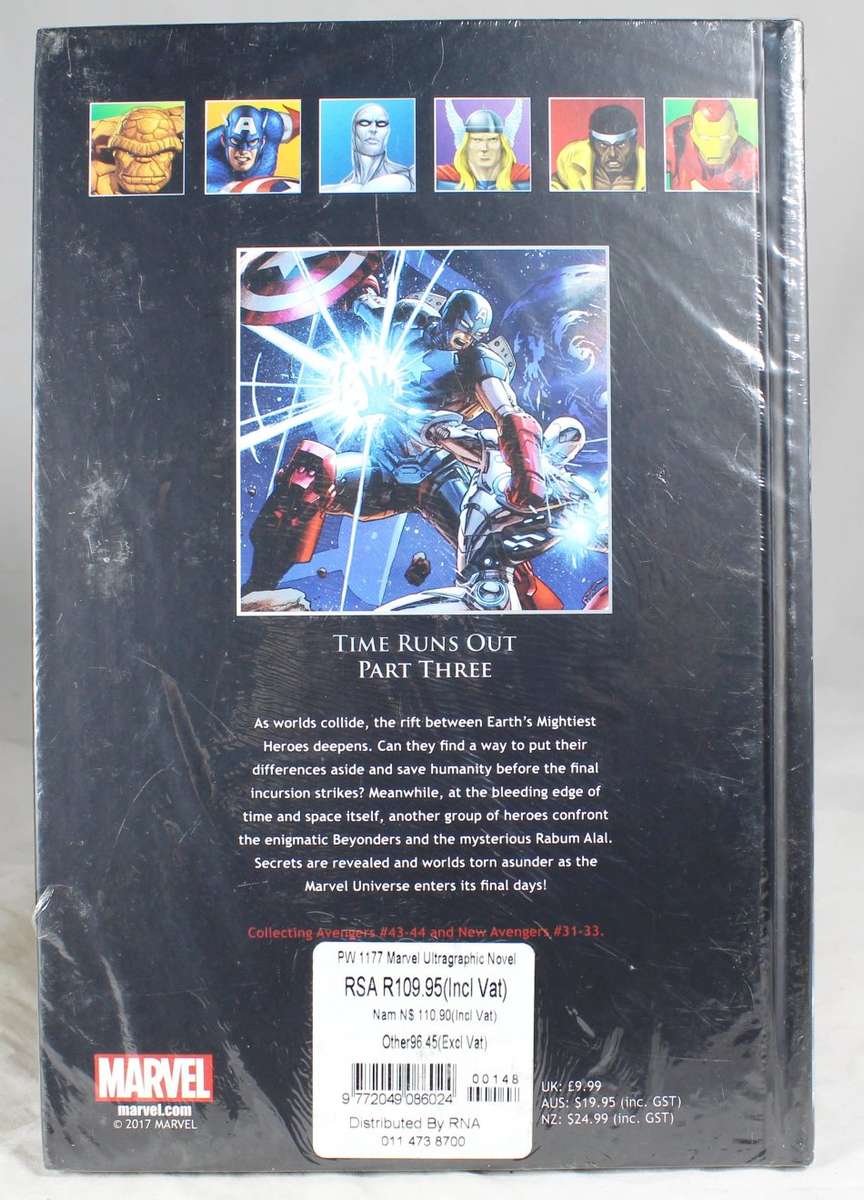 TIME RUNS OUT
PART THREE
As worlds collide, the rift between Earth's Mightiest
Heroes deepens. Can they find a way to put their
differences aside and save humanity before the final
incursion strikes? Meanwhile, at the bleeding edge of
time and space itself, another group of heroes confront
the enigmatic Beyonders and the mysterious Rabum Alal.
Secrets are revealed and worlds torn asunder as the
Marvel Universe enters its final days!
Collecting Avengers #43-44 and New Avengers #31-33.
PW 1177 Marvel Ultragraphic Novel
RSA R109.95(Incl Vat)
Nam N$ 110.90(Incl Vat)
Other96.45(Excl Vat)
00148
9 772049 086024
Distributed By RNA
011 473 8700
MARVEL
marvel.com
© 2017 MARVEL
UK: £9.99
AUS: $19.95 (inc. GST)
NZ: $24.99 (inc. GST)